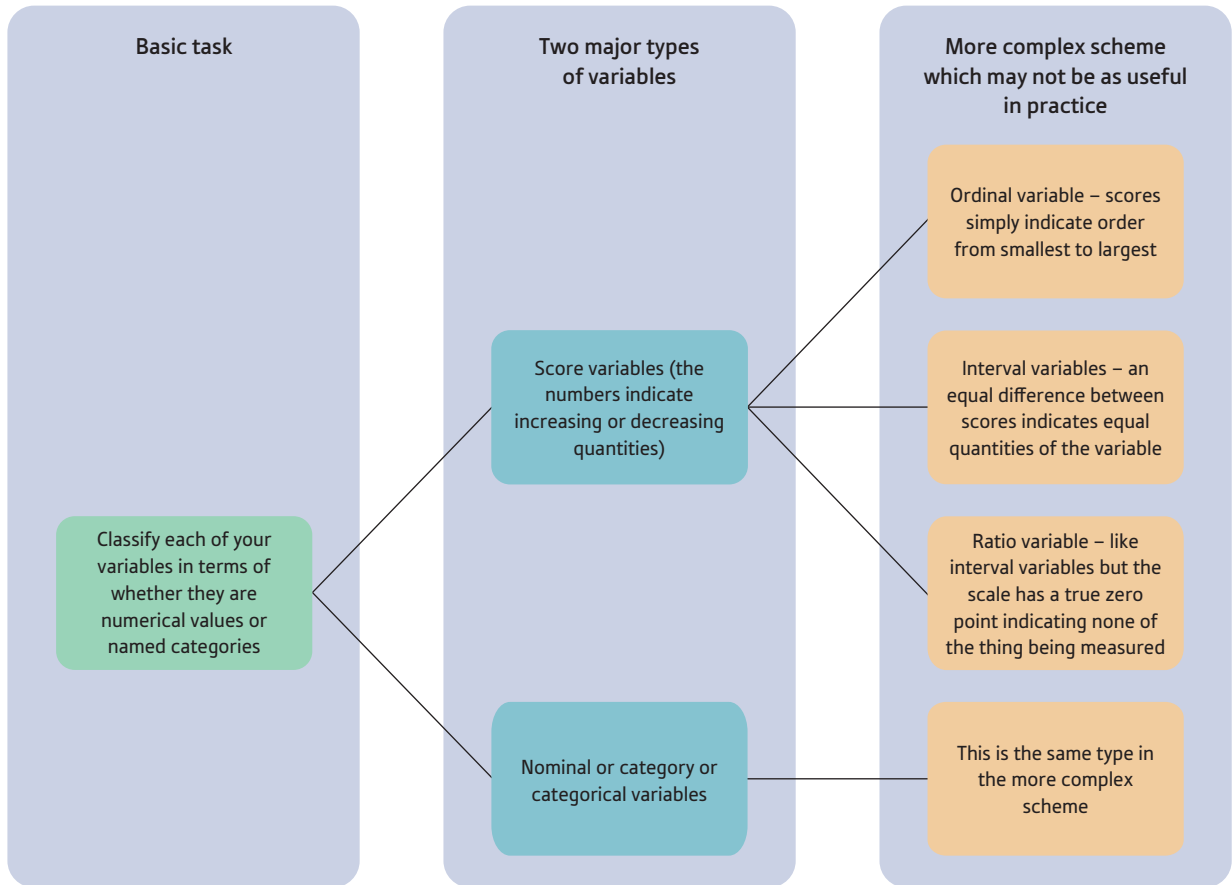 Basic task
Two major types
of variables
More complex scheme
which may not be as useful
in practice
Classify each of your
variables in terms of
whether they are
numerical values or
named categories
Score variables (the
numbers indicate
increasing or decreasing
quantities)
Nominal or category or
categorical variables
Ordinal variable – scores
simply indicate order
from smallest to largest
Interval variables – an
equal difference between
scores indicates equal
quantities of the variable
Ratio variable – like
interval variables but the
scale has a true zero
point indicating none of
the thing being measured
This is the same type in
the more complex
scheme